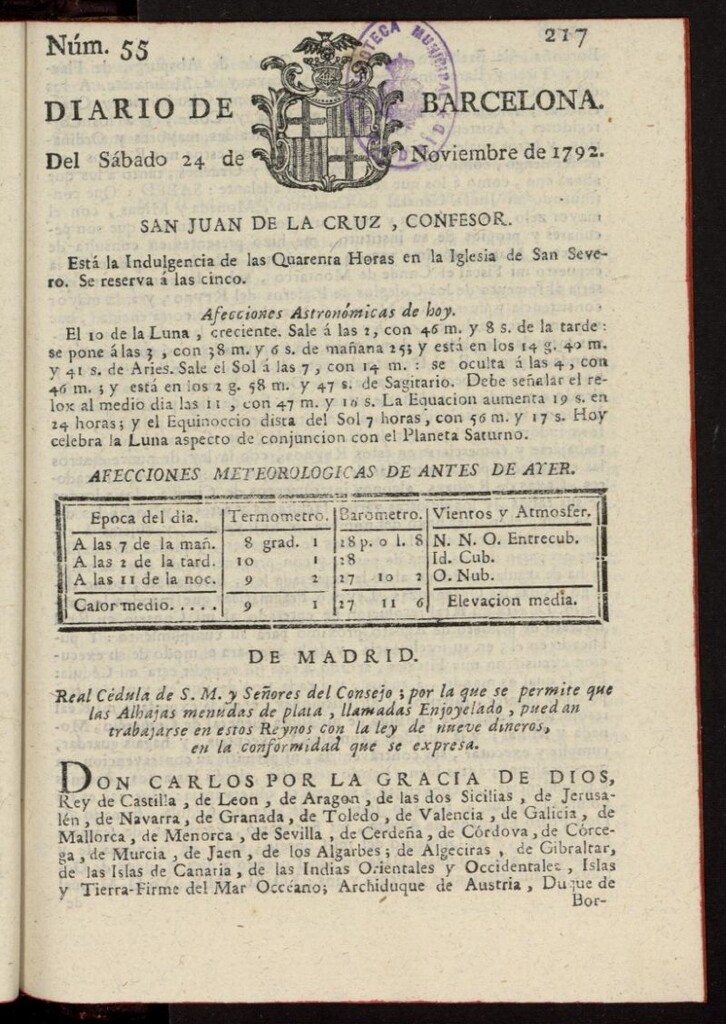 Núm. 55
217
DIARIO DE BARCELONA.
Del Sábado 24 de Noviembre de 1792.
SAN JUAN DE LA CRUZ, CONFESOR.
Está la Indulgencia de las Quarenta Horas en la Iglesia de San Seve-
ro. Se reserva á las cinco.
Afecciones Astronómicas de hoy.
El 10 de la Luna, creciente. Sale á las 2, con 46 m. y 8 s. de la tarde:
se pone á las 3, con 38 m. y 6 s. de mañana 25; y está en los 14 g. 40 m.
y 41 s. de Aries. Sale el Sol á las 7, con 14 m.: se oculta á las 4, con
46 m.; y está en los 2 g. 58 m. y 47 s. de Sagitario. Debe señalar el re-
lox al medio dia las 11, con 47 m. y 10 s. La Equacion aumenta 19 s. en
24 horas; y el Equinoccio dista del Sol 7 horas, con 56 m. y 17 s. Hoy
celebra la Luna aspecto de conjuncion con el Planeta Saturno.
AFECCIONES METEOROLOGICAS DE ANTES DE AYER.
Epoca del dia. Termometro. Barómetro. Vientos y Atmosfer.
A las 7 de la mañ. 8 grad. 1 28 p. 0 l. 8 N. N. O. Entrecub.
A las 2 de la tard. 10 1 28 Id. Cub.
A las 11 de la noc. 9 2 27 10 2 O. Nub.
Calor medio..... 9 1 27 11 6 Elevacion media.
DE MADRID.
Real Cédula de S. M. y Señores del Consejo; por la que se permite que
las Alhajas menudas de plata, llamadas Enjoyelado, puedan
trabajarse en estos Reynos con la ley de nueve dineros,
en la conformidad que se expresa.
DON CARLOS POR LA GRACIA DE DIOS,
Rey de Castilla, de Leon, de Aragon, de las dos Sicilias, de Jerusa-
lén, de Navarra, de Granada, de Toledo, de Valencia, de Galicia, de
Mallorca, de Menorca, de Sevilla, de Cerdeña, de Córdova, de Córce-
ga, de Murcia, de Jaen, de los Algarbes; de Algeciras, de Gibraltar,
de las Islas de Canaria, de las Indias Orientales y Occidentales, Islas
y Tierra-Firme del Mar Occéano; Archiduque de Austria, Duque de
Bor-